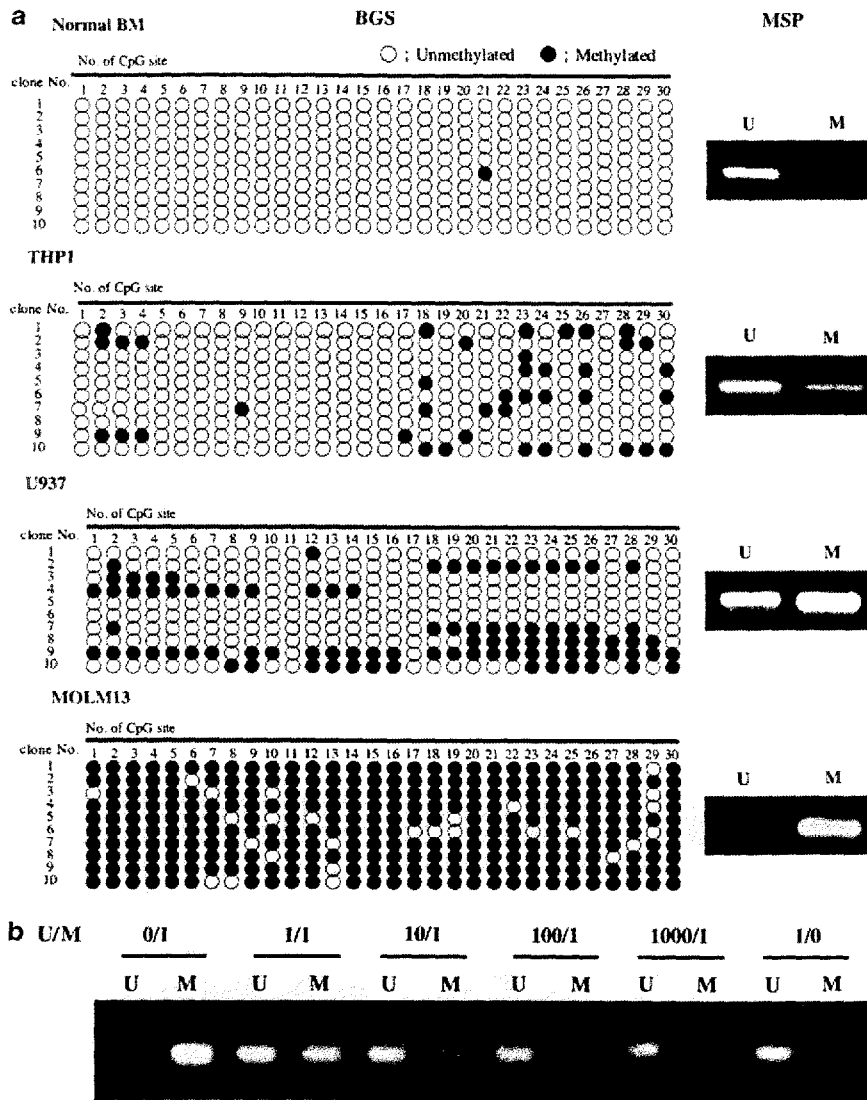 a
Normal BM
BGS
MSP
○ ; Unmethylated ● ; Methylated
No. of CpG site
clone No.
1 2 3 4 5 6 7 8 9 10 11 12 13 14 15 16 17 18 19 20 21 22 23 24 25 26 27 28 29 30
1
2
3
4
5
6
7
8
9
10
U M
THP1
No. of CpG site
clone No.
1 2 3 4 5 6 7 8 9 10 11 12 13 14 15 16 17 18 19 20 21 22 23 24 25 26 27 28 29 30
1
2
3
4
5
6
7
8
9
10
U M
U937
No. of CpG site
clone No.
1 2 3 4 5 6 7 8 9 10 11 12 13 14 15 16 17 18 19 20 21 22 23 24 25 26 27 28 29 30
1
2
3
4
5
6
7
8
9
10
U M
MOLM13
No. of CpG site
clone No.
1 2 3 4 5 6 7 8 9 10 11 12 13 14 15 16 17 18 19 20 21 22 23 24 25 26 27 28 29 30
1
2
3
4
5
6
7
8
9
10
U M
b
U/M 0/1 1/1 10/1 100/1 1000/1 1/0
U M U M U M U M U M U M